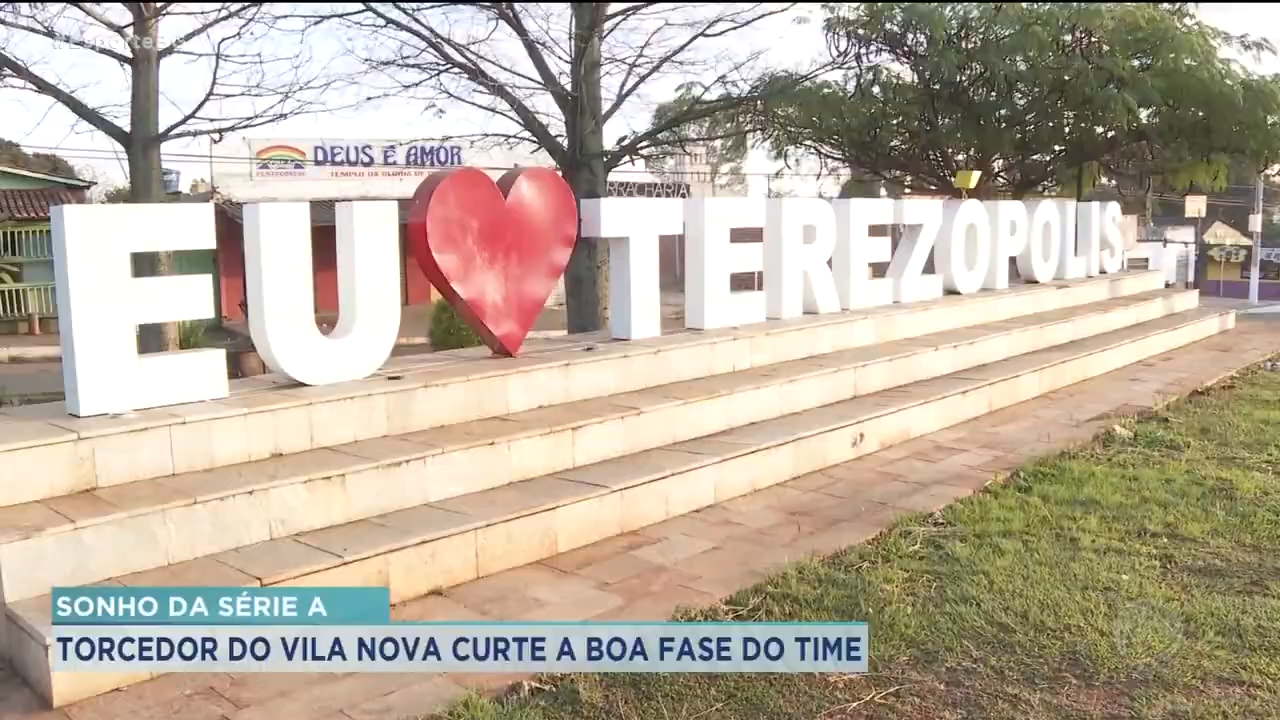 DEUS É AMOR
EU TEREZÓPOLIS
SONHO DA SÉRIE A
TORCEDOR DO VILA NOVA CURTE A BOA FASE DO TIME